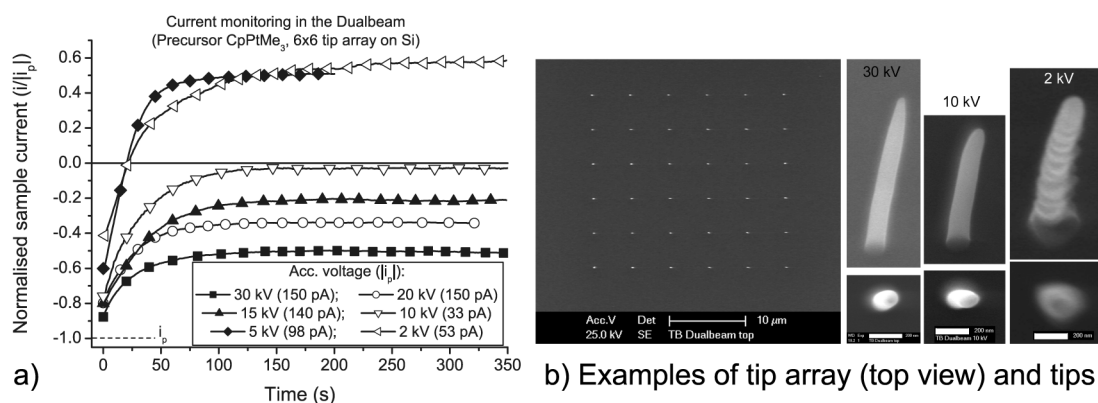 Current monitoring in the Dualbeam
(Precursor CpPtMe3, 6x6 tip array on Si)
Normalised sample current (i/|ip|)
0.6
0.4
0.2
0.0
-0.2
-0.4
-0.6
-0.8
-1.0
ip
Acc. voltage (|ip|):
30 kV (150 pA); 20 kV (150 pA)
15 kV (140 pA); 10 kV (33 pA)
5 kV (98 pA); 2 kV (53 pA)
0 50 100 150 200 250 300 350
Time (s)
a)
Acc.V Det 10 µm
25.0 kV SE TB Dualbeam top
30 kV
10 kV
2 kV
200 nm
TB Dualbeam top
200 nm
TB Dualbeam 10 kV
200 nm
b) Examples of tip array (top view) and tips